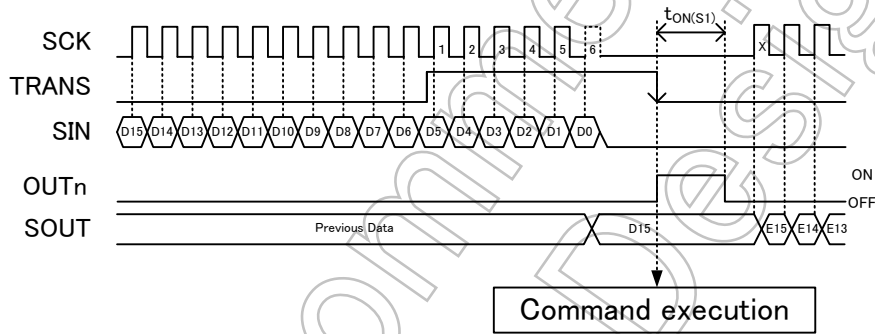 tON(S1)
SCK 1 2 3 4 5 6 X
TRANS
SIN D15 D14 D13 D12 D11 D10 D9 D8 D7 D6 D5 D4 D3 D2 D1 D0
OUTn ON
OFF
SOUT Previous Data D15 E15 E14 E13
Command execution